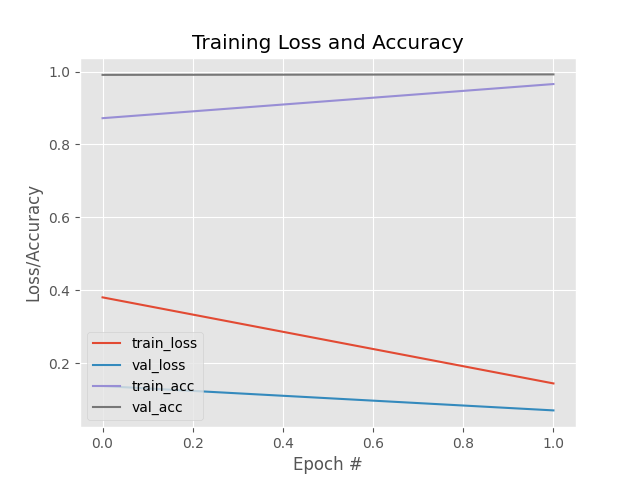 Training Loss and Accuracy
1.0
0.8
0.6
0.4
0.2
Loss/Accuracy
train_loss
val_loss
train_acc
val_acc
0.0 0.2 0.4 0.6 0.8 1.0
Epoch #